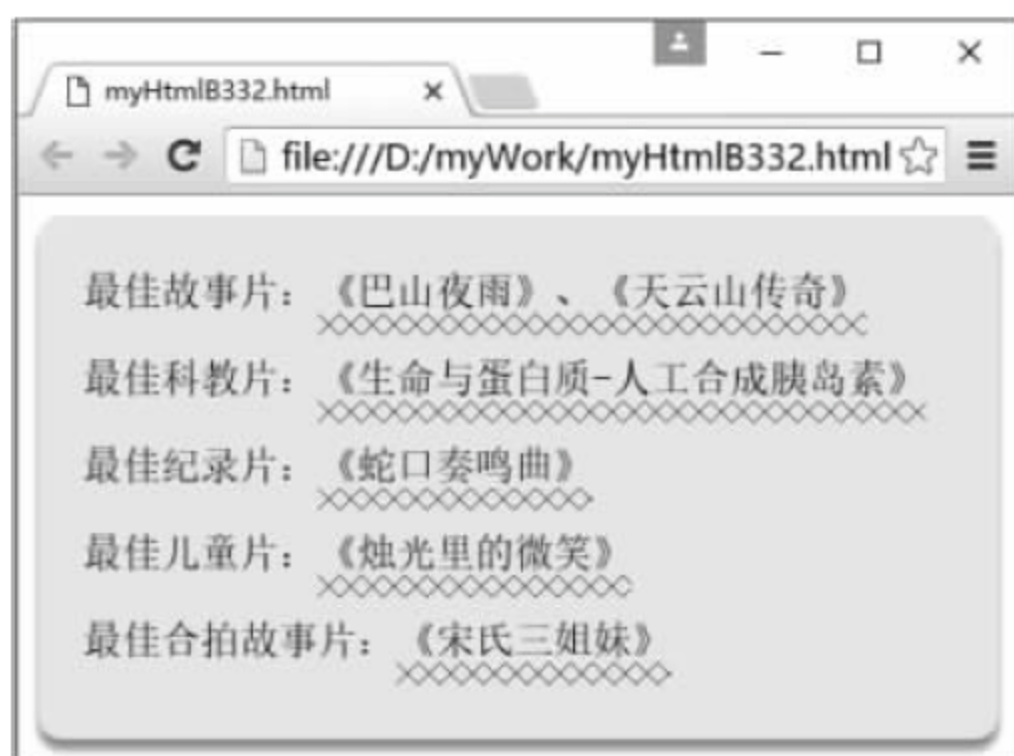 myHtmlB332.html
file:///D:/myWork/myHtmlB332.html
最佳故事片：《巴山夜雨》、《天云山传奇》
最佳科教片：《生命与蛋白质-人工合成胰岛素》
最佳纪录片：《蛇口奏鸣曲》
最佳儿童片：《烛光里的微笑》
最佳合拍故事片：《宋氏三姐妹》